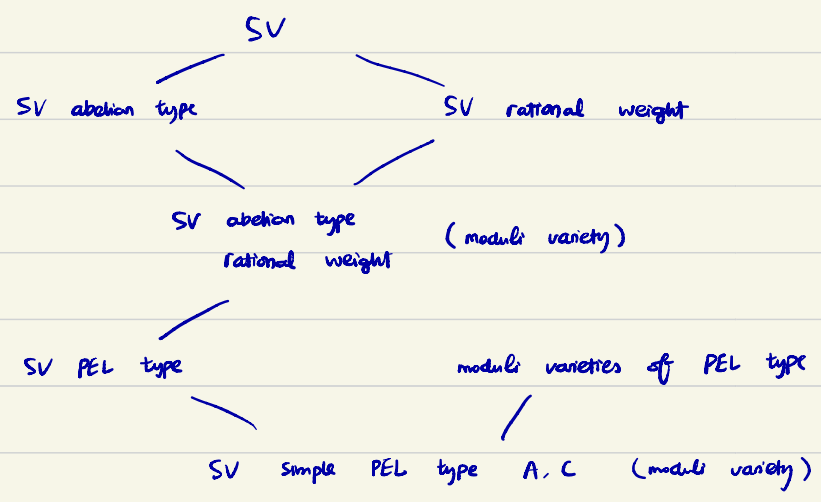 SV
SV abelian type SV rational weight
SV abelian type
rational weight (moduli variety)
SV PEL type moduli varieties of PEL type
SV simple PEL type A, C (moduli variety)